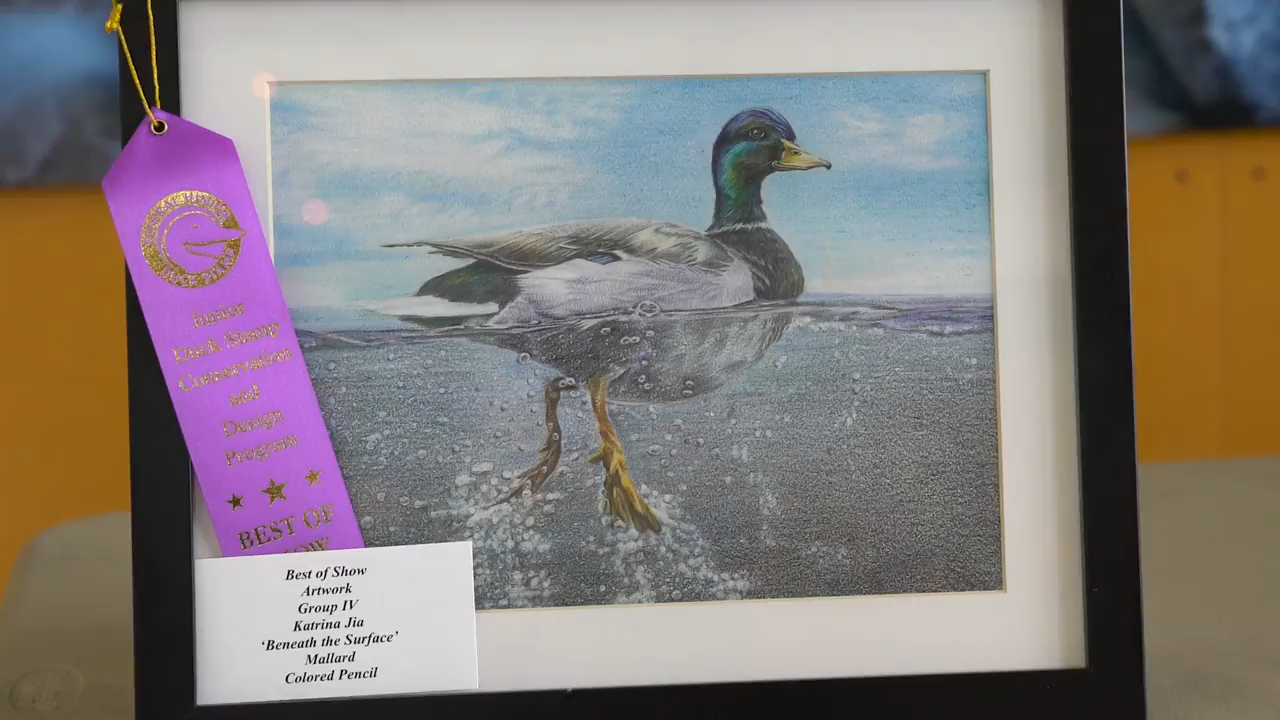 Junior
Duck Stamp
Conservation
and
Design
Program
BEST OF
Best of Show
Artwork
Group IV
Katrina Jia
‘Beneath the Surface’
Mallard
Colored Pencil